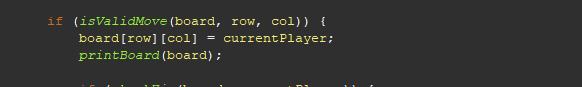 if (isValidMove(board, row, col)) {
board[row][col] = currentPlayer;
printBoard(board);